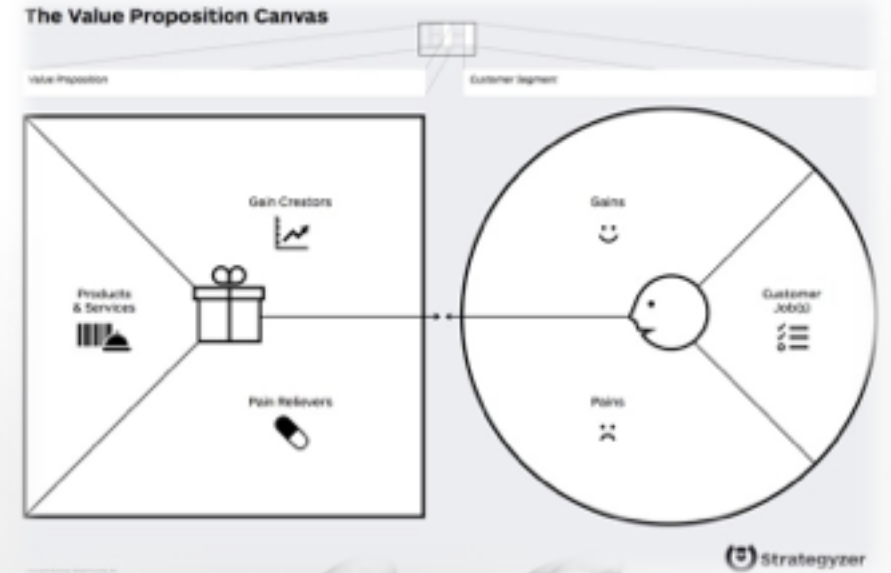 The Value Proposition Canvas
Value Proposition
Customer Segment
Gain Creators
Gains
Products
& Services
Customer
Job(s)
Pain Relievers
Pains
Strategyzer